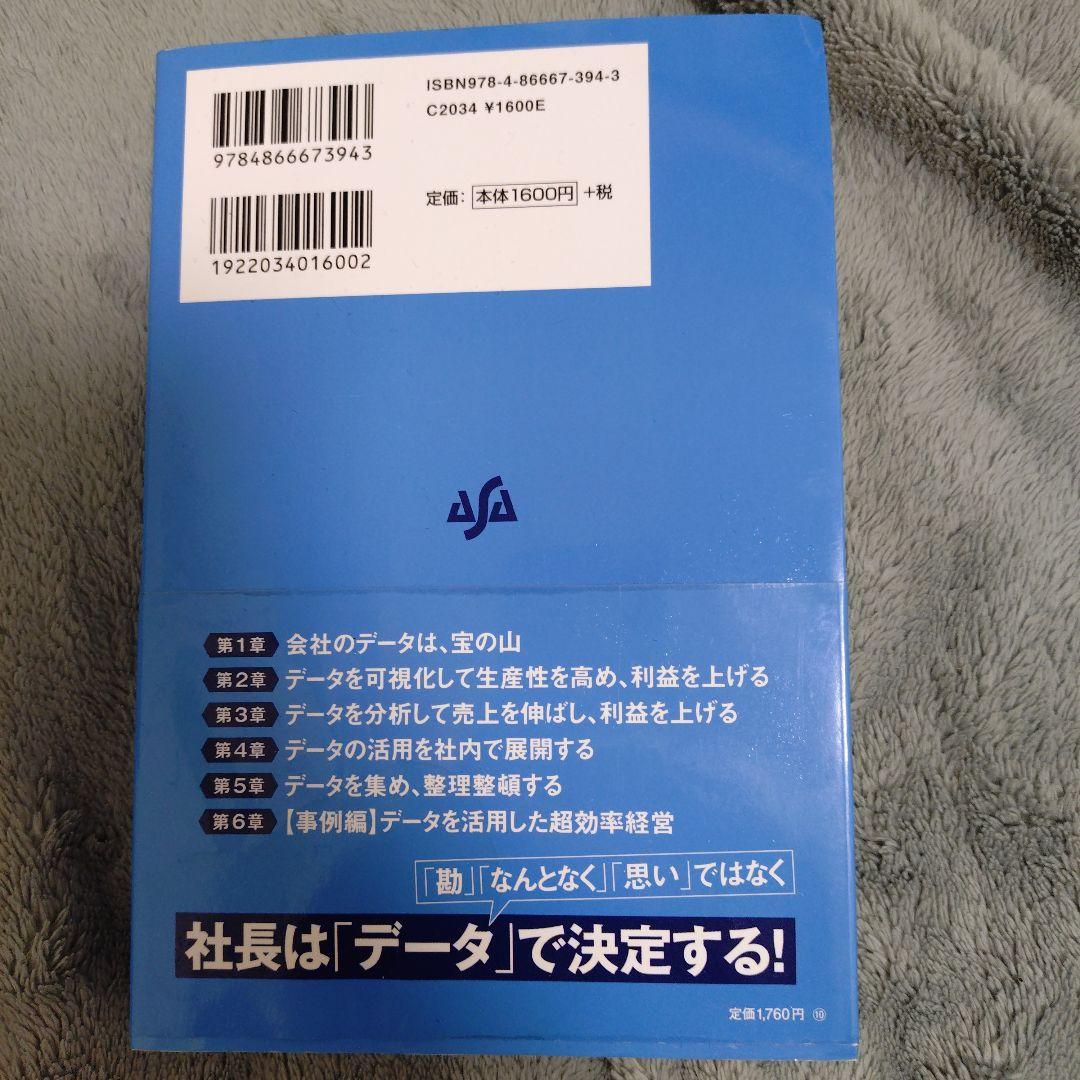 ISBN978-4-86667-394-3
C2034 ¥1600E
9784866673943
定価：本体1600円+税
1922034016002
ASA
第1章 会社のデータは、宝の山
第2章 データを可視化して生産性を高め、利益を上げる
第3章 データを分析して売上を伸ばし、利益を上げる
第4章 データの活用を社内で展開する
第5章 データを集め、整理整頓する
第6章 【事例編】データを活用した超効率経営
「勘」「なんとなく」「思い」ではなく
社長は「データ」で決定する！
定価1,760円 ⑩